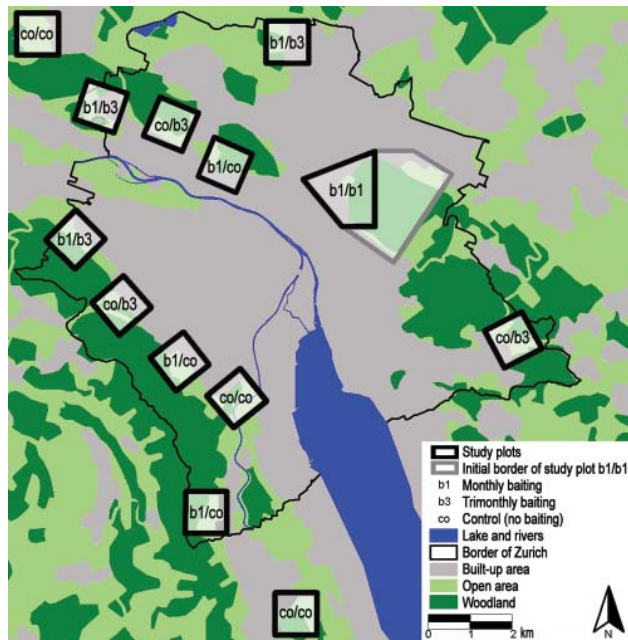 co/co
b1/b3
b1/b3
co/b3
b1/co
b1/b1
b1/b3
co/b3
co/b3
b1/co
co/co
b1/co
co/co
Study plots
Initial border of study plot b1/b1
b1 Monthly baiting
b3 Trimonthly baiting
co Control (no baiting)
Lake and rivers
Border of Zurich
Built-up area
Open area
Woodland
0 1 2 km
N